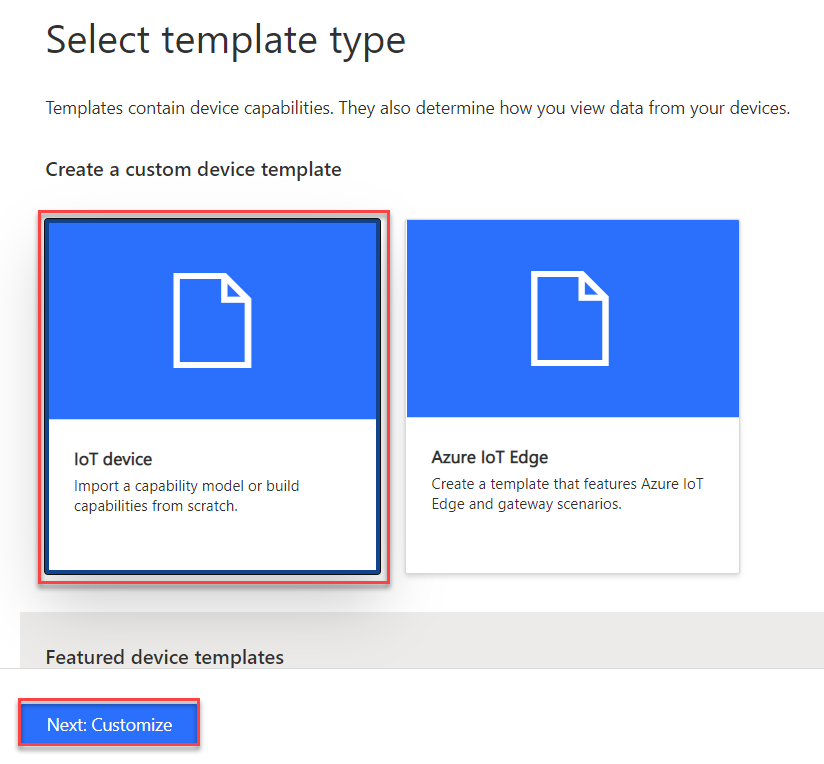 Select template type
Templates contain device capabilities. They also determine how you view data from your devices.
Create a custom device template
IoT device
Import a capability model or build
capabilities from scratch.
Azure IoT Edge
Create a template that features Azure IoT
Edge and gateway scenarios.
Featured device templates
Next: Customize